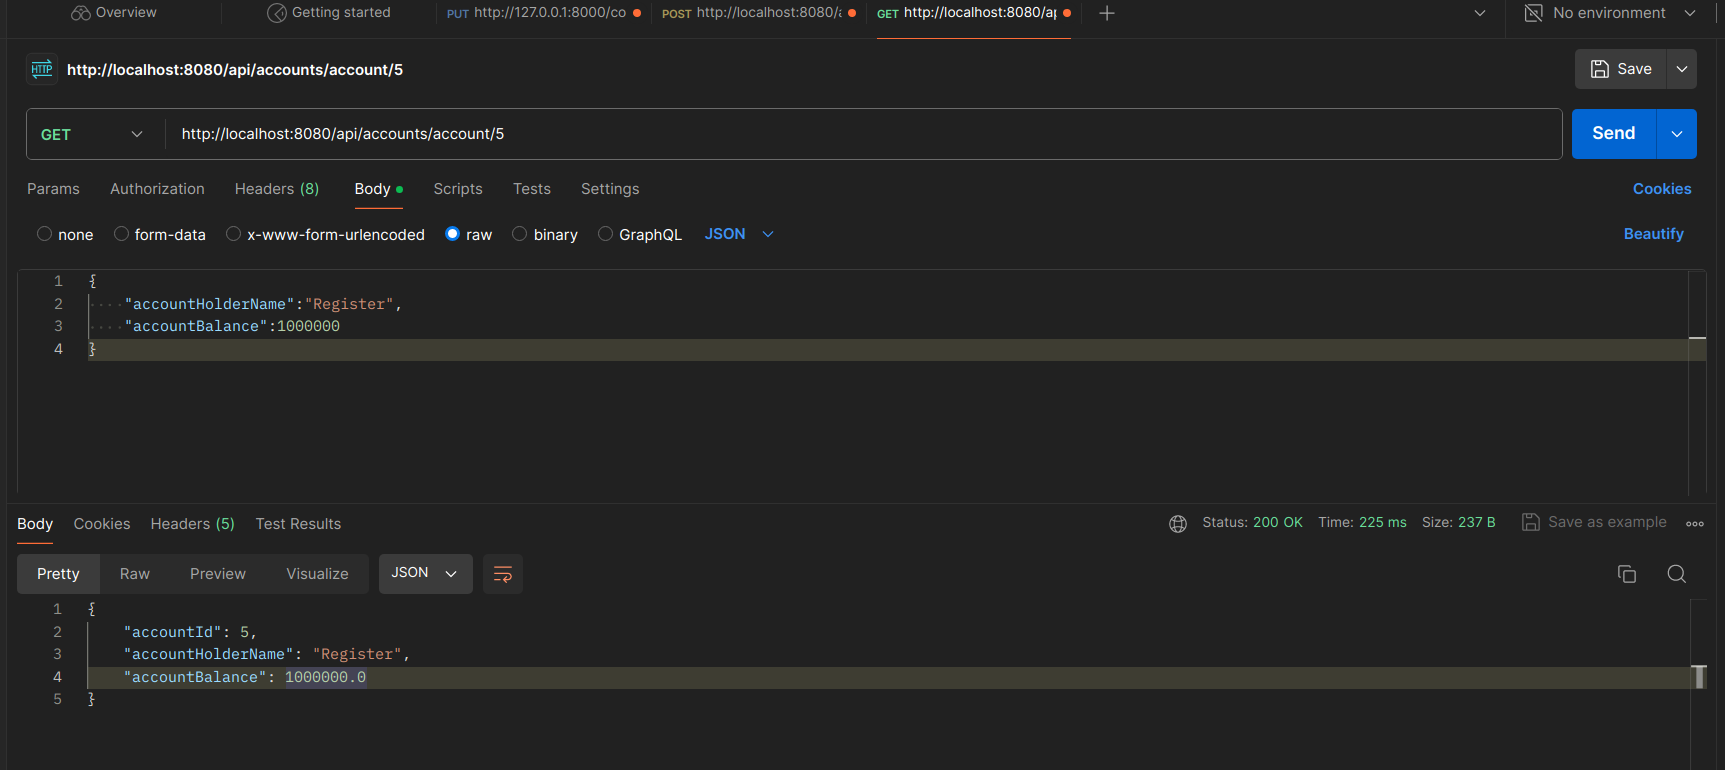 Overview
Getting started
PUT http://127.0.0.1:8000/co
POST http://localhost:8080/a
GET http://localhost:8080/ap
No environment
HTTP
http://localhost:8080/api/accounts/account/5
Save
GET
http://localhost:8080/api/accounts/account/5
Send
Params Authorization Headers (8) Body Scripts Tests Settings
Cookies
none form-data x-www-form-urlencoded raw binary GraphQL JSON
Beautify
1 {
2 "accountHolderName":"Register",
3 "accountBalance":1000000
4 }
Body Cookies Headers (5) Test Results
Status: 200 OK Time: 225 ms Size: 237 B
Save as example
Pretty Raw Preview Visualize JSON
1 {
2 "accountId": 5,
3 "accountHolderName": "Register",
4 "accountBalance": 1000000.0
5 }